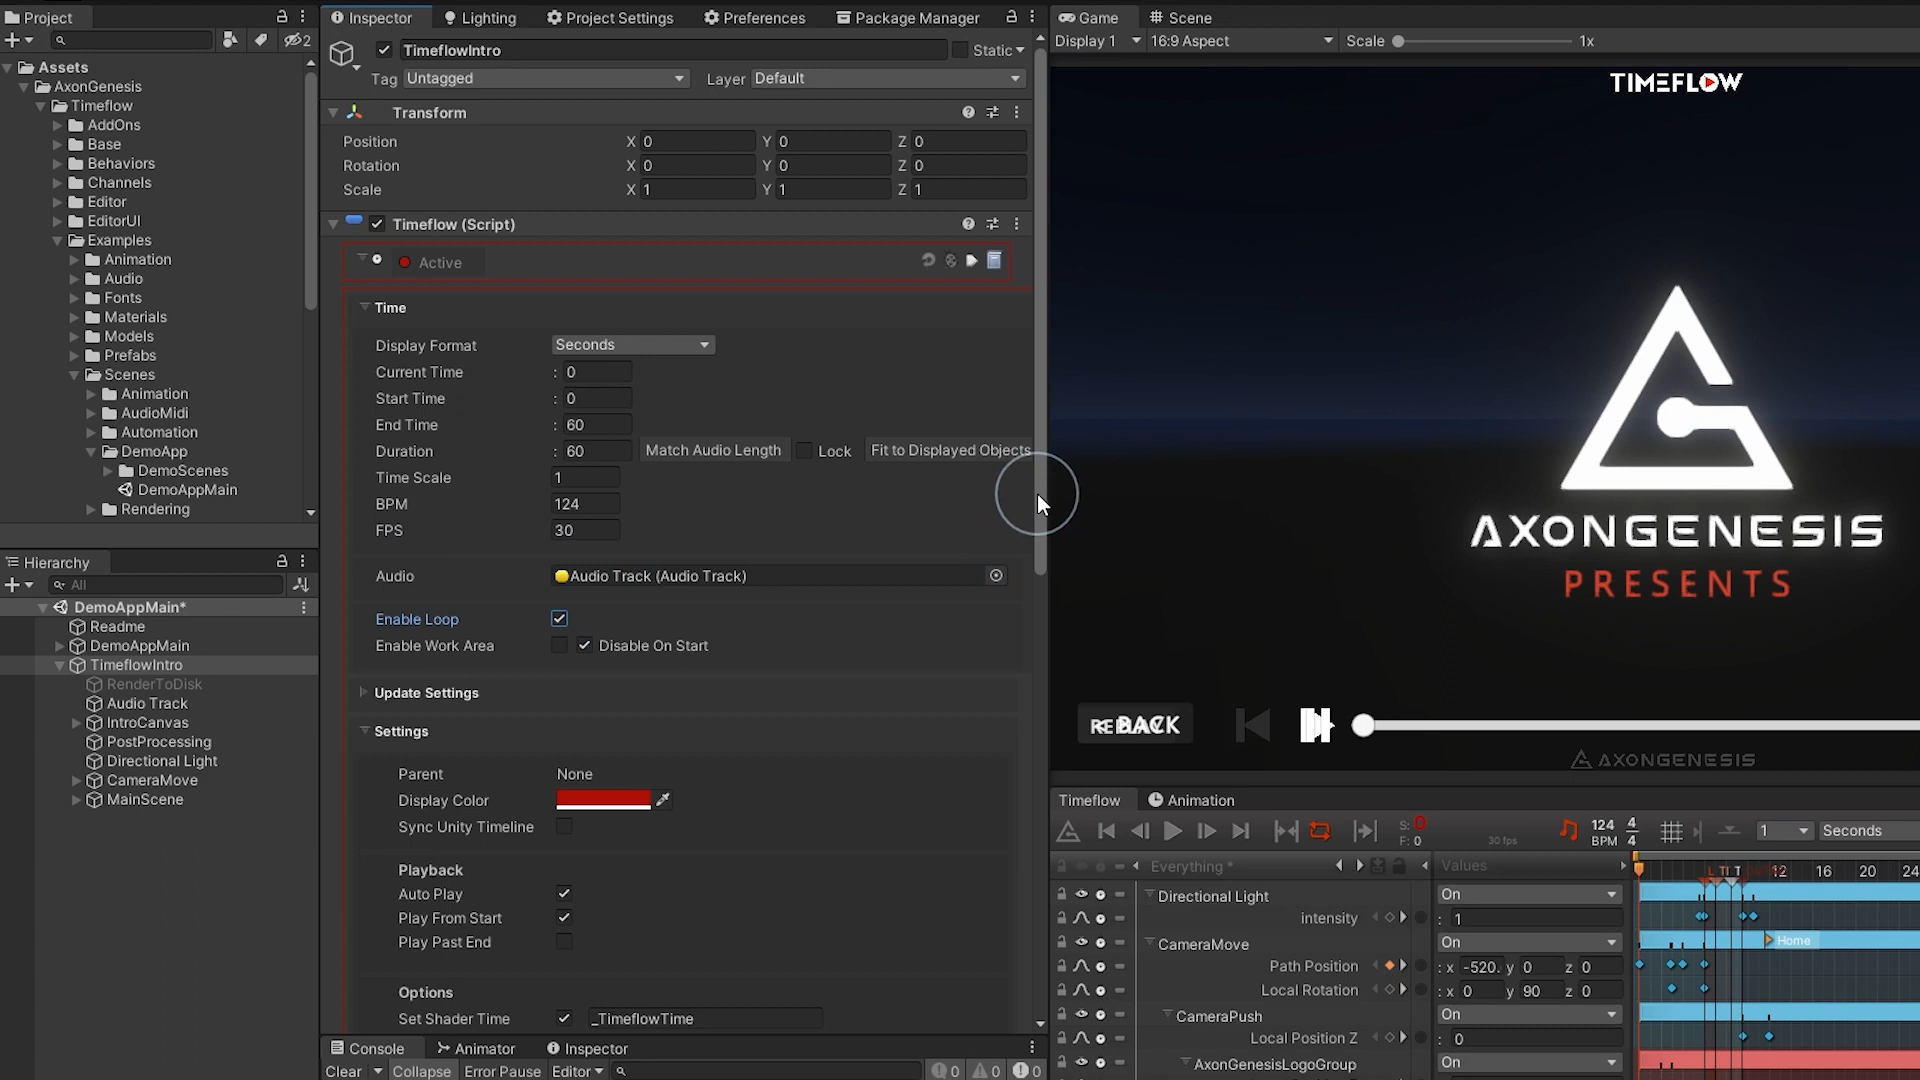 Project
Inspector
Lighting
Project Settings
Preferences
Package Manager
Game
Scene
2
Display 1
16:9 Aspect
Scale
1x
TimeflowIntro
Static
Tag
Untagged
Layer
Default
Assets
AxonGenesis
Timeflow
AddOns
Base
Behaviors
Channels
Editor
EditorUI
Examples
Animation
Audio
Fonts
Materials
Models
Prefabs
Scenes
Animation
AudioMidi
Automation
DemoApp
DemoScenes
DemoAppMain
Rendering
Transform
Position X 0 Y 0 Z 0
Rotation X 0 Y 0 Z 0
Scale X 1 Y 1 Z 1
Timeflow (Script)
Active
Time
Display Format Seconds
Current Time : 0
Start Time : 0
End Time : 60
Duration : 60 Match Audio Length Lock Fit to Displayed Objects
Time Scale 1
BPM 124
FPS 30
Audio Audio Track (Audio Track)
Enable Loop
Enable Work Area Disable On Start
Update Settings
Settings
Parent None
Display Color
Sync Unity Timeline
Playback
Auto Play
Play From Start
Play Past End
Options
Set Shader Time _TimeflowTime
Hierarchy
All
DemoAppMain*
Readme
DemoAppMain
TimeflowIntro
RenderToDisk
Audio Track
IntroCanvas
PostProcessing
Directional Light
CameraMove
MainScene
Console
Animator
Inspector
Clear
Collapse
Error Pause
Editor
0
0
0
TIMEFLOW
AXONGENESIS
PRESENTS
BACK
AXONGENESIS
Timeflow
Animation
S: 0
F: 0
30 fps
124 BPM
4
4
1
Seconds
Everything *
Values
12 16 20 24
Directional Light On
intensity : 1
CameraMove On
Home
Path Position : x -520. y 0 z 0
Local Rotation : x 0 y 90 z 0
CameraPush On
Local Position Z : 0
AxonGenesisLogoGroup On